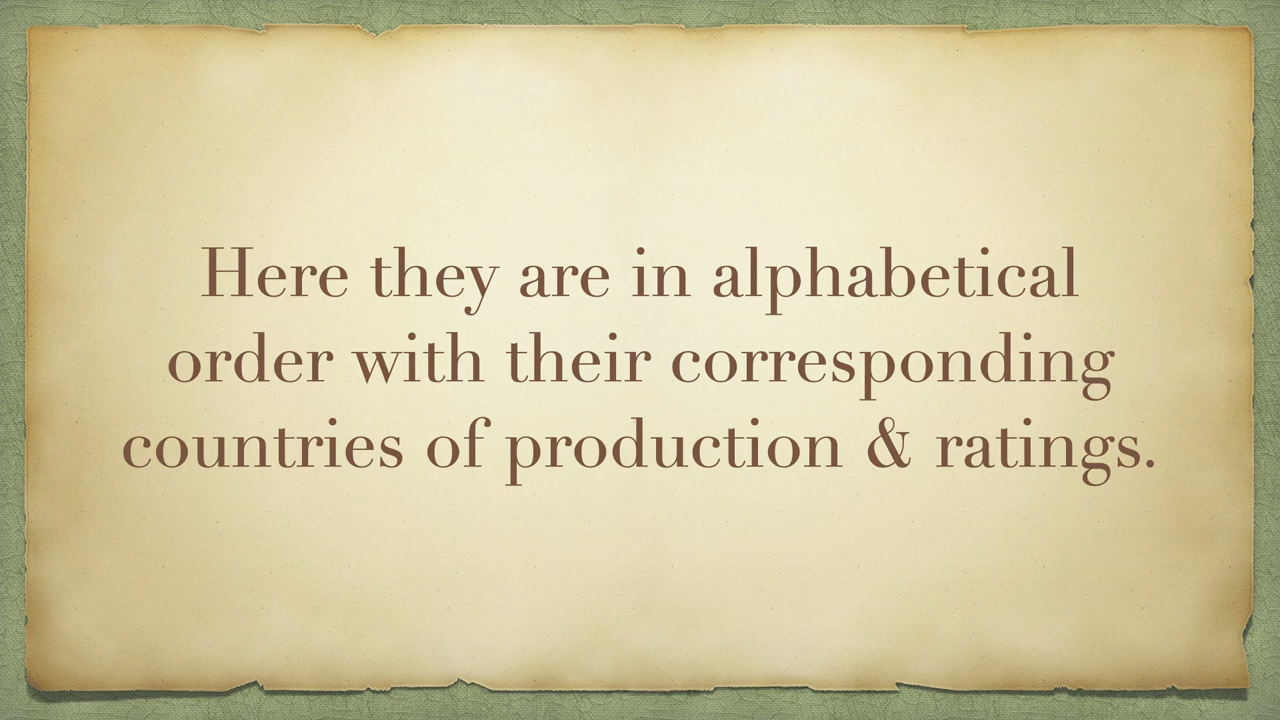 Here they are in alphabetical
order with their corresponding
countries of production & ratings.